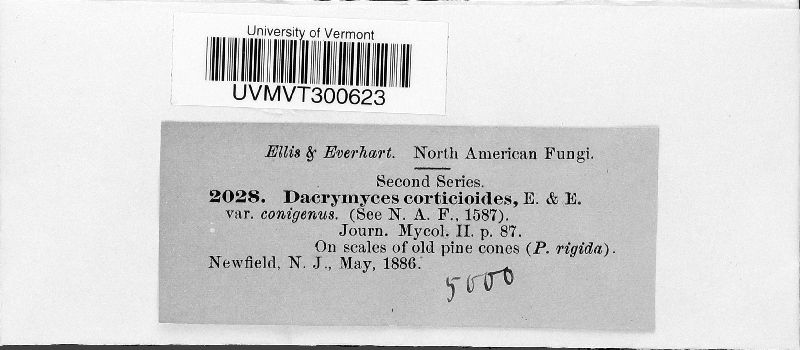 University of Vermont
UVMVT300623
Ellis & Everhart. North American Fungi.
Second Series.
2028. Dacrymyces corticioides, E. & E.
var. conigenus. (See N. A. F., 1587).
Journ. Mycol. II. p. 87.
On scales of old pine cones (P. rigida).
Newfield, N. J., May, 1886.
5000